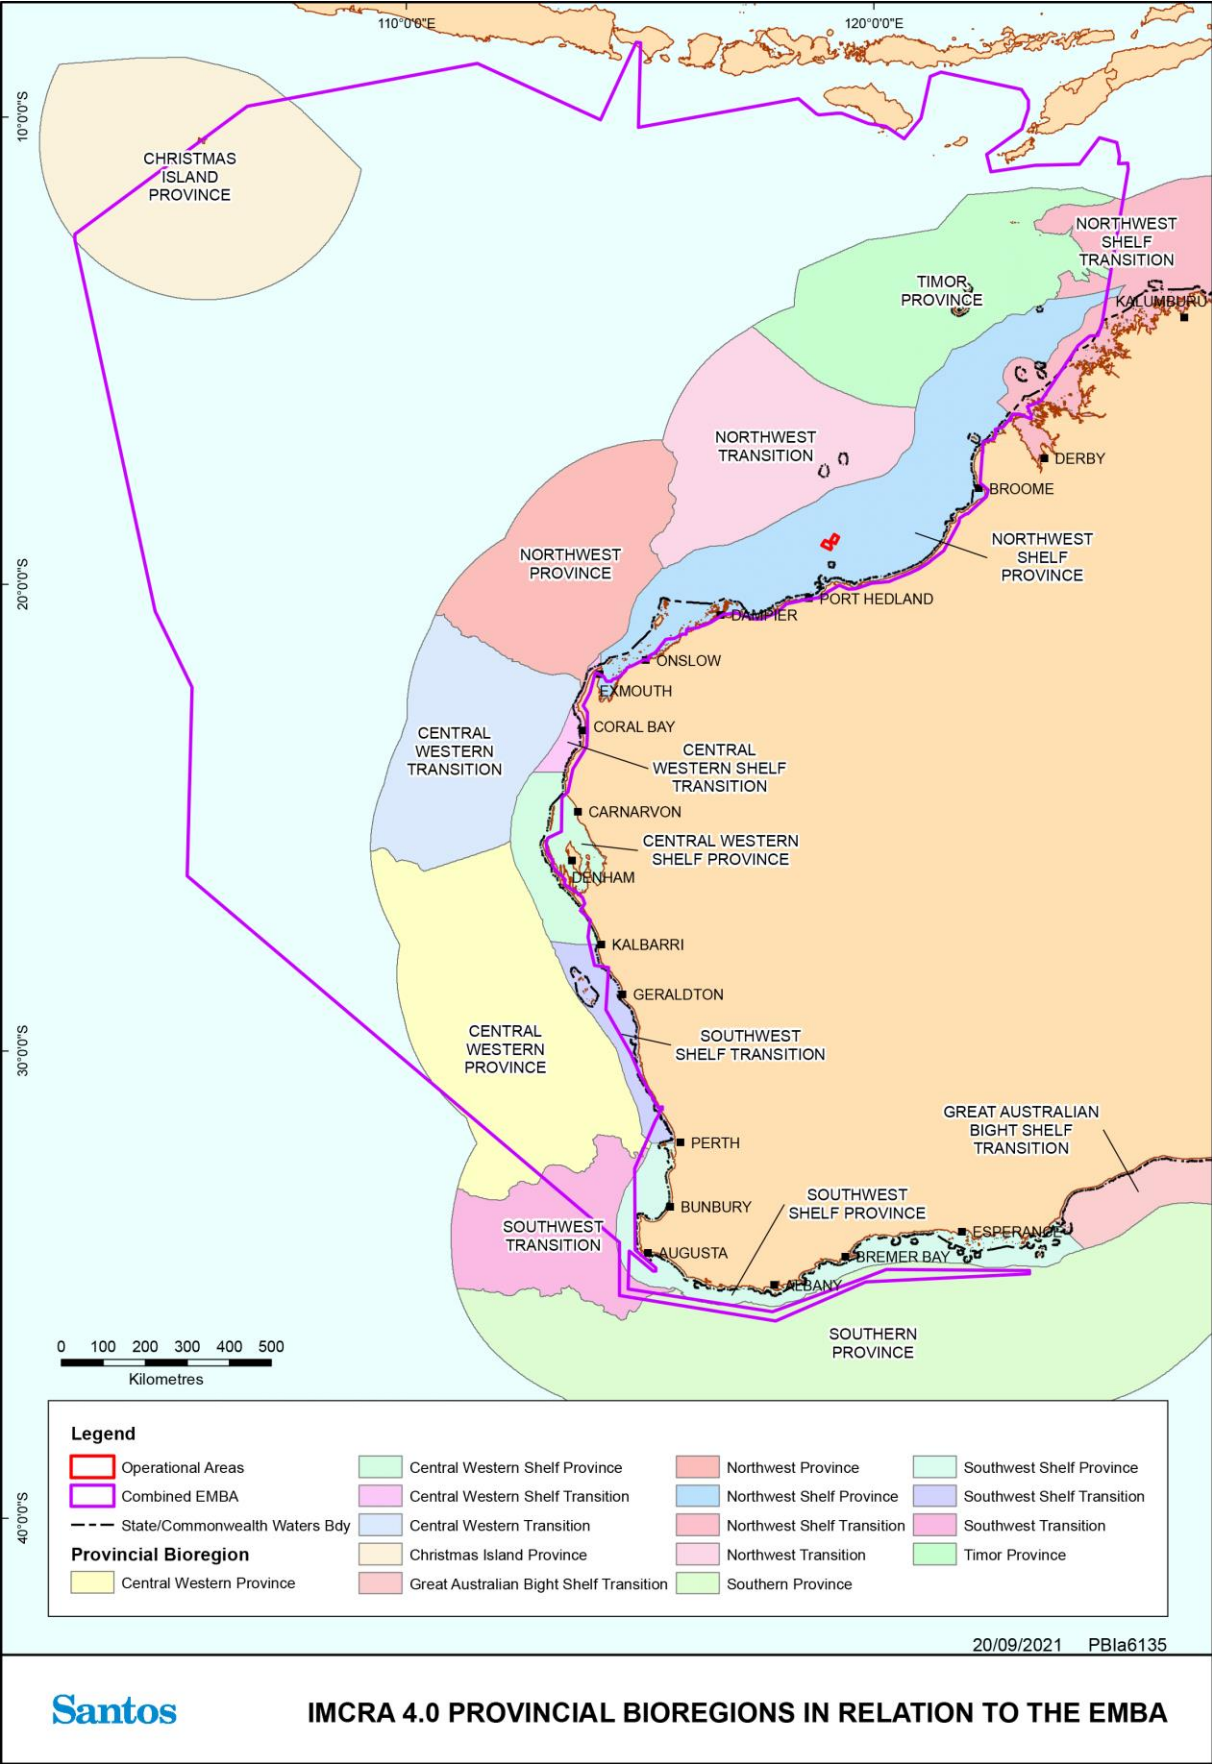 110°0'0"E
120°0'0"E
10°0'0"S
20°0'0"S
30°0'0"S
40°0'0"S
CHRISTMAS
ISLAND
PROVINCE
NORTHWEST
SHELF
TRANSITION
TIMOR
PROVINCE
KALUMBURU
NORTHWEST
TRANSITION
DERBY
BROOME
NORTHWEST
SHELF
PROVINCE
NORTHWEST
PROVINCE
PORT HEDLAND
DAMPIER
ONSLOW
EXMOUTH
CORAL BAY
CENTRAL
WESTERN
TRANSITION
CENTRAL
WESTERN SHELF
TRANSITION
CARNARVON
CENTRAL WESTERN
SHELF PROVINCE
DENHAM
KALBARRI
GERALDTON
CENTRAL
WESTERN
PROVINCE
SOUTHWEST
SHELF TRANSITION
GREAT AUSTRALIAN
BIGHT SHELF
TRANSITION
PERTH
BUNBURY
SOUTHWEST
SHELF PROVINCE
SOUTHWEST
TRANSITION
ESPERANCE
AUGUSTA
BREMER BAY
ALBANY
SOUTHERN
PROVINCE
0 100 200 300 400 500
Kilometres
Legend
Operational Areas
Combined EMBA
State/Commonwealth Waters Bdy
Provincial Bioregion
Central Western Province
Central Western Shelf Province
Central Western Shelf Transition
Central Western Transition
Christmas Island Province
Great Australian Bight Shelf Transition
Northwest Province
Northwest Shelf Province
Northwest Shelf Transition
Northwest Transition
Southern Province
Southwest Shelf Province
Southwest Shelf Transition
Southwest Transition
Timor Province
20/09/2021 PBIa6135
Santos
IMCRA 4.0 PROVINCIAL BIOREGIONS IN RELATION TO THE EMBA